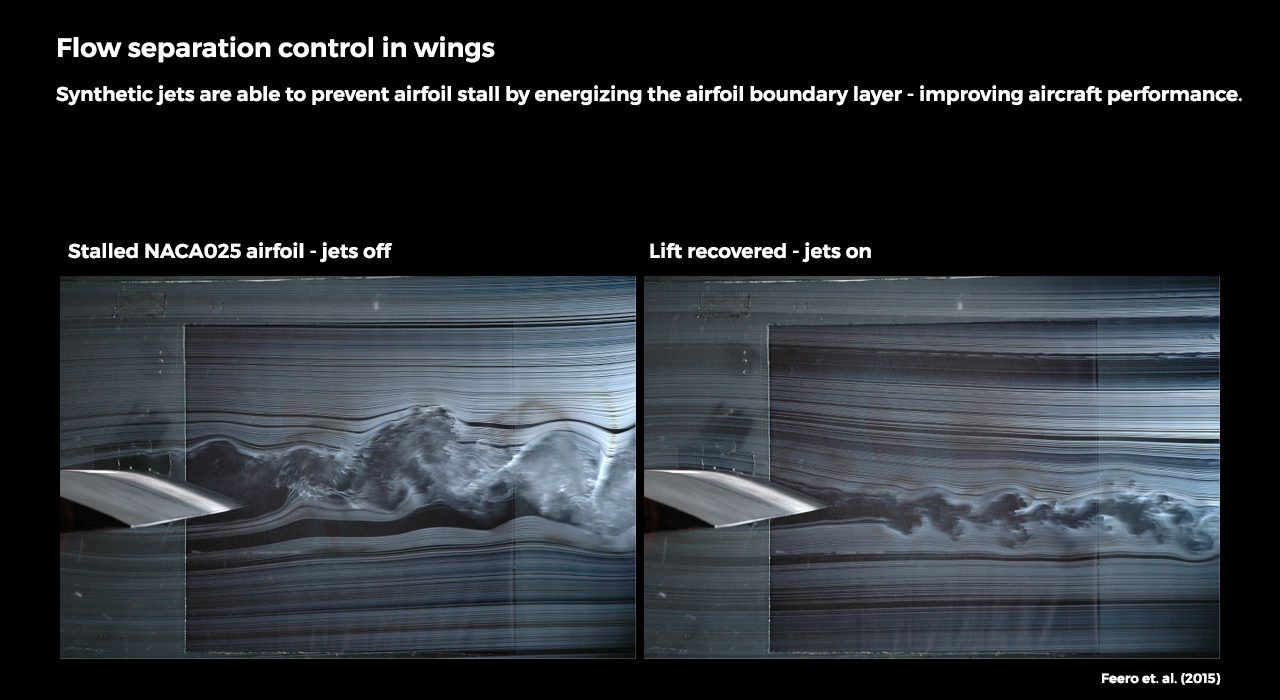 Flow separation control in wings
Synthetic jets are able to prevent airfoil stall by energizing the airfoil boundary layer - improving aircraft performance.
Stalled NACA025 airfoil - jets off
Lift recovered - jets on
Feero et. al. (2015)